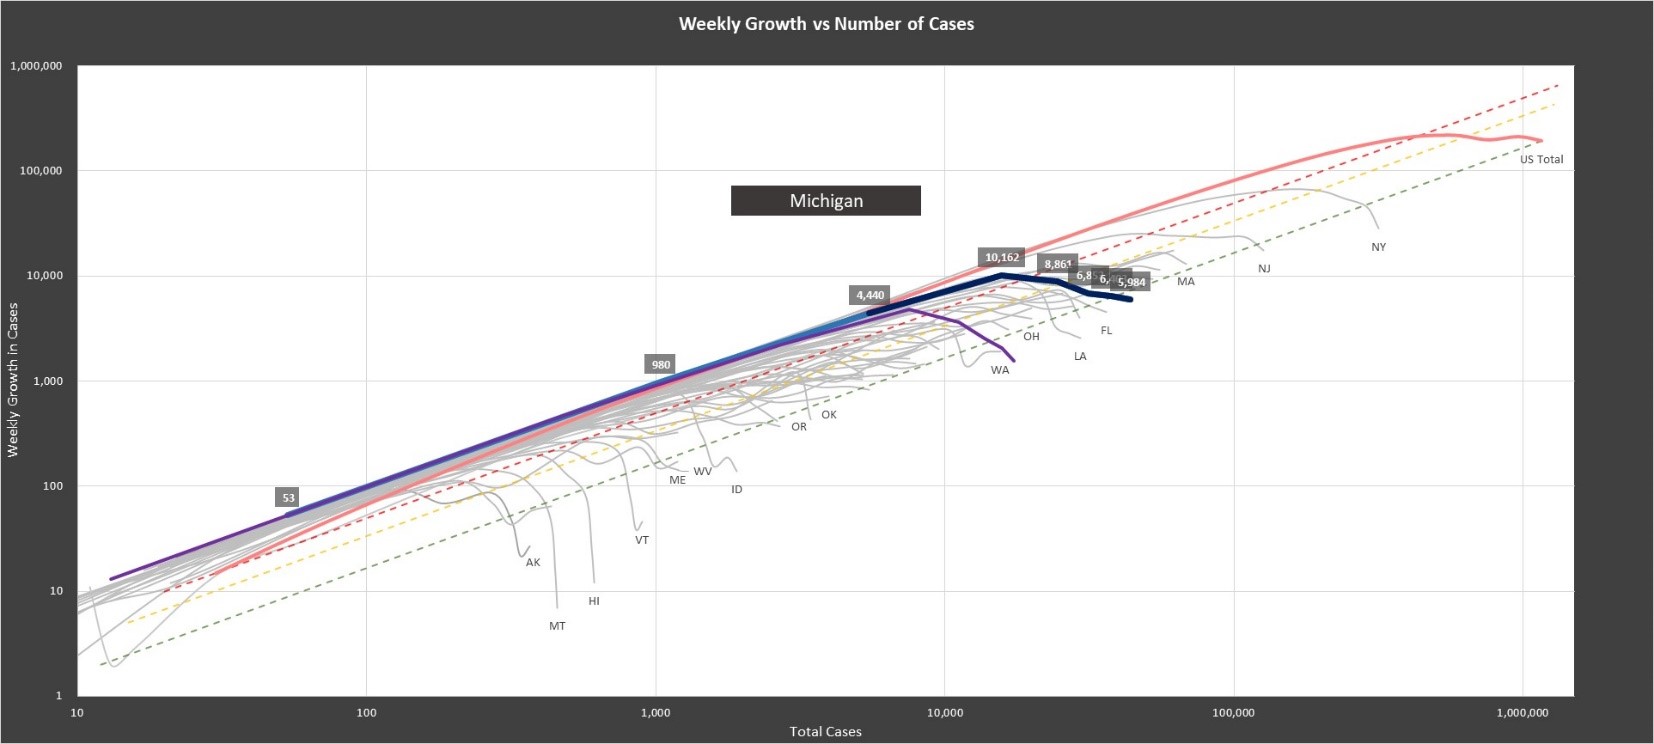 Weekly Growth vs Number of Cases
1,000,000
100,000
10,000
1,000
100
10
1
Weekly Growth in Cases
Michigan
53
980
4,440
10,162
8,861
5,984
US Total
NY
NJ
MA
FL
OH
LA
WA
OK
OR
WV
ME
ID
VT
AK
HI
MT
10
100
1,000
10,000
100,000
1,000,000
Total Cases